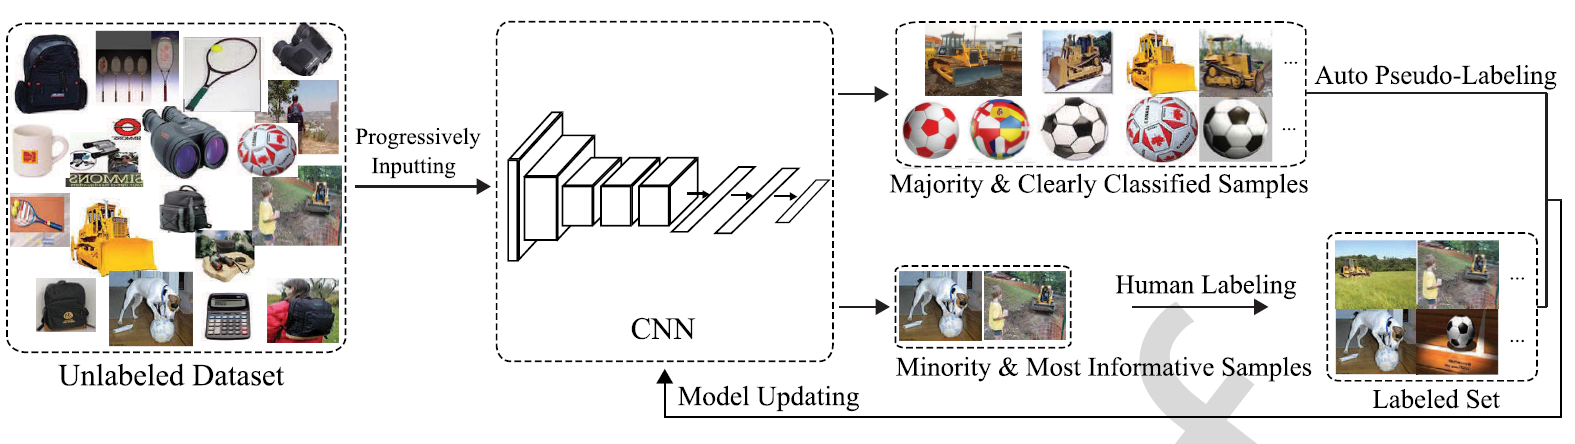 Progressively
Inputting
Unlabeled Dataset
SIMMONS
CNN
Majority & Clearly Classified Samples
Auto Pseudo-Labeling
Human Labeling
Minority & Most Informative Samples
Labeled Set
Model Updating